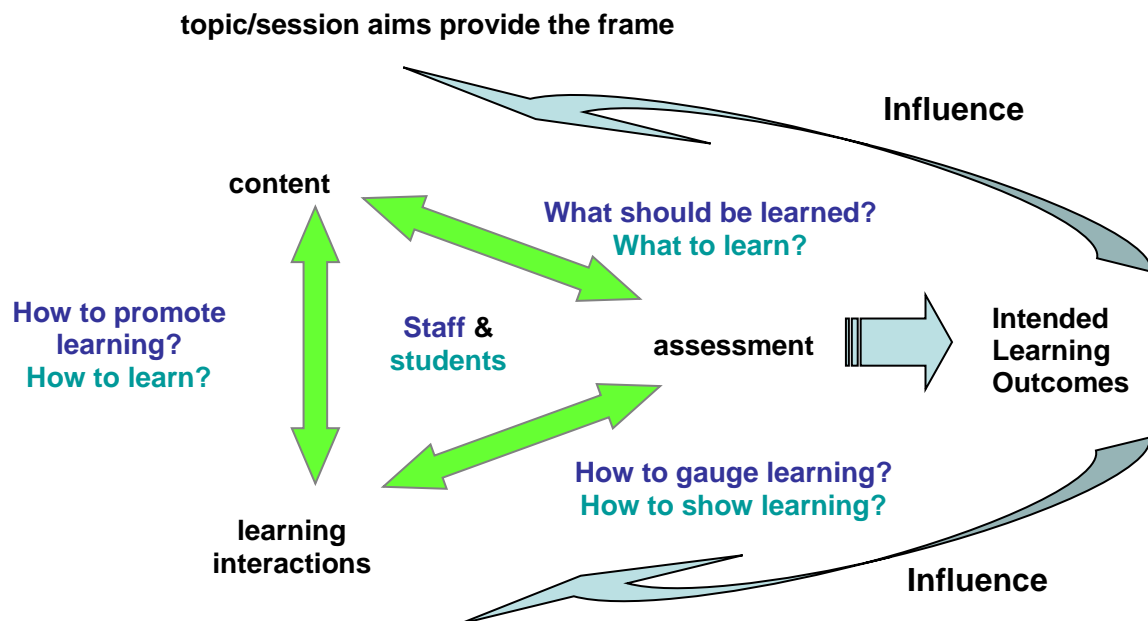 topic/session aims provide the frame
Influence
content
What should be learned?
What to learn?
How to promote
learning?
How to learn?
Staff &
students
assessment
Intended
Learning
Outcomes
How to gauge learning?
How to show learning?
learning
interactions
Influence